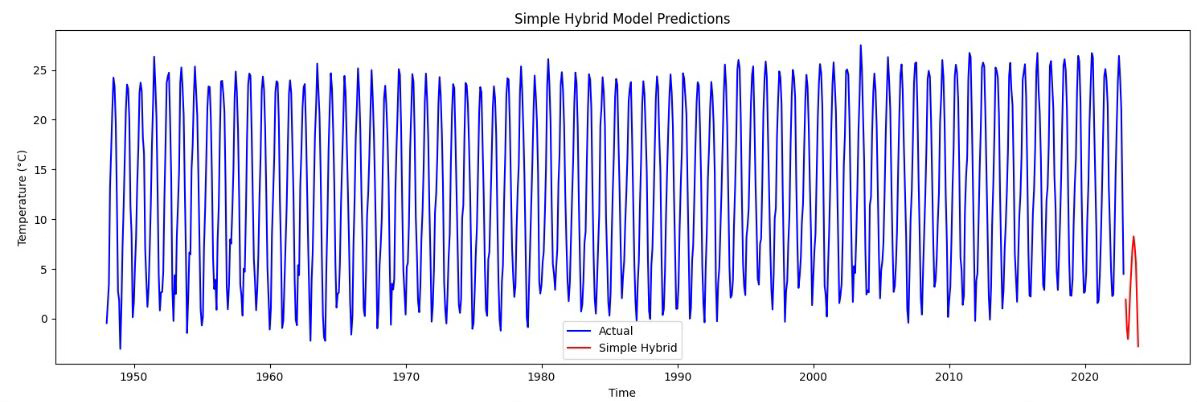 Simple Hybrid Model Predictions
Temperature (°C)
25
20
15
10
5
0
Actual
Simple Hybrid
1950
1960
1970
1980
1990
2000
2010
2020
Time